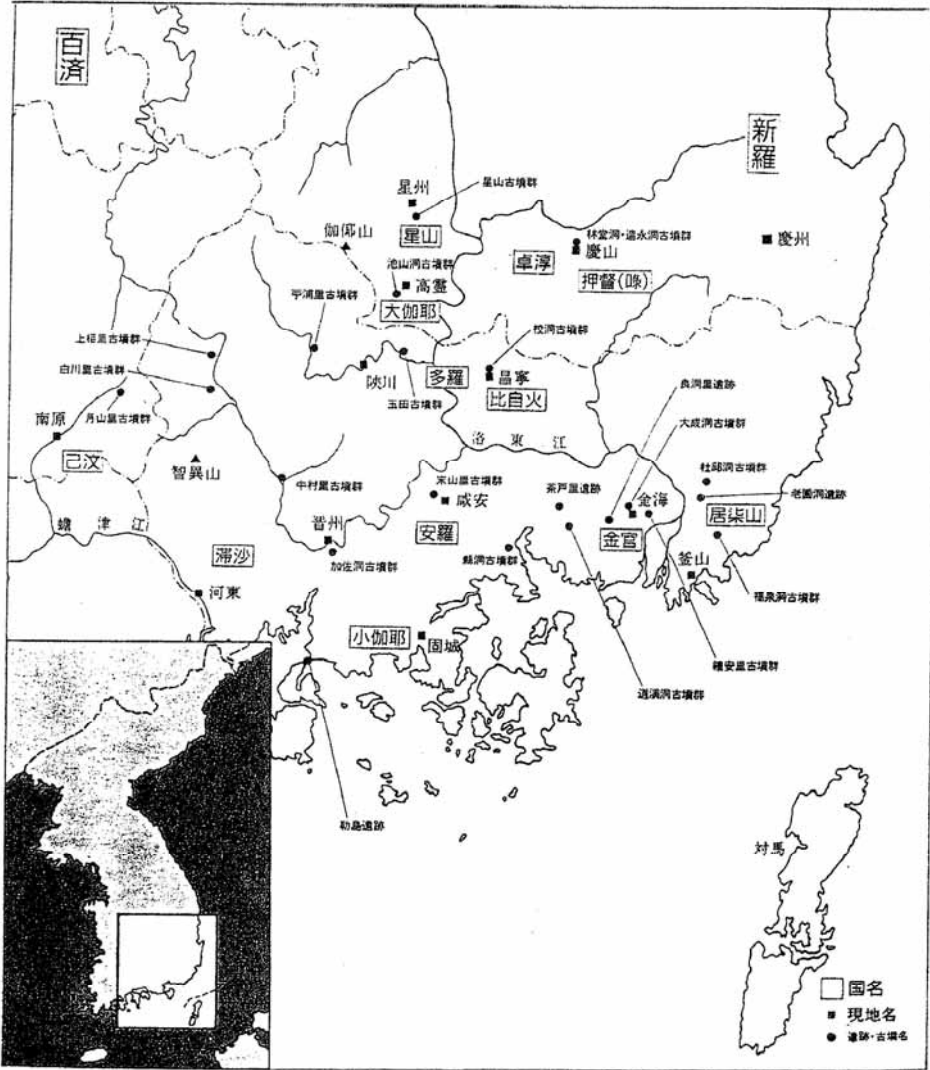 百済
新羅
星州
星山古墳群
星山
伽倻山
林堂洞・造永洞古墳群
慶山
慶州
卓淳
押督(喙)
池山洞古墳群
高靈
大伽耶
上栢里古墳群
白川里古墳群
月山里古墳群
南原
己汶
智異山
陜川
玉田古墳群
多羅
校洞古墳群
昌寧
比自火
洛東江
良洞里遺跡
大成洞古墳群
杜邱洞古墳群
老圃洞遺跡
居柒山
金海
金官
釜山
福泉洞古墳群
禮安里古墳群
茶戸里遺跡
道溪洞古墳群
縣洞古墳群
末山里古墳群
咸安
安羅
中村里古墳群
晋州
加佐洞古墳群
蟾津江
滞沙
河東
小伽耶
固城
勒島遺跡
対馬
国名
現地名
遺跡・古墳名